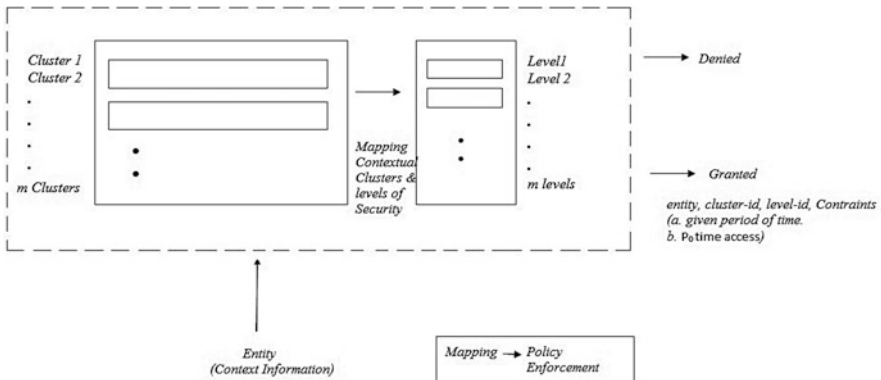 Cluster 1
Cluster 2
m Clusters
Mapping
Contextual
Clusters &
levels of
Security
Level1
Level 2
m levels
Denied
Granted
entity, cluster-id, level-id, Contraints
(a. given period of time.
b. P₀ time access)
Entity
(Context Information)
Mapping → Policy
Enforcement